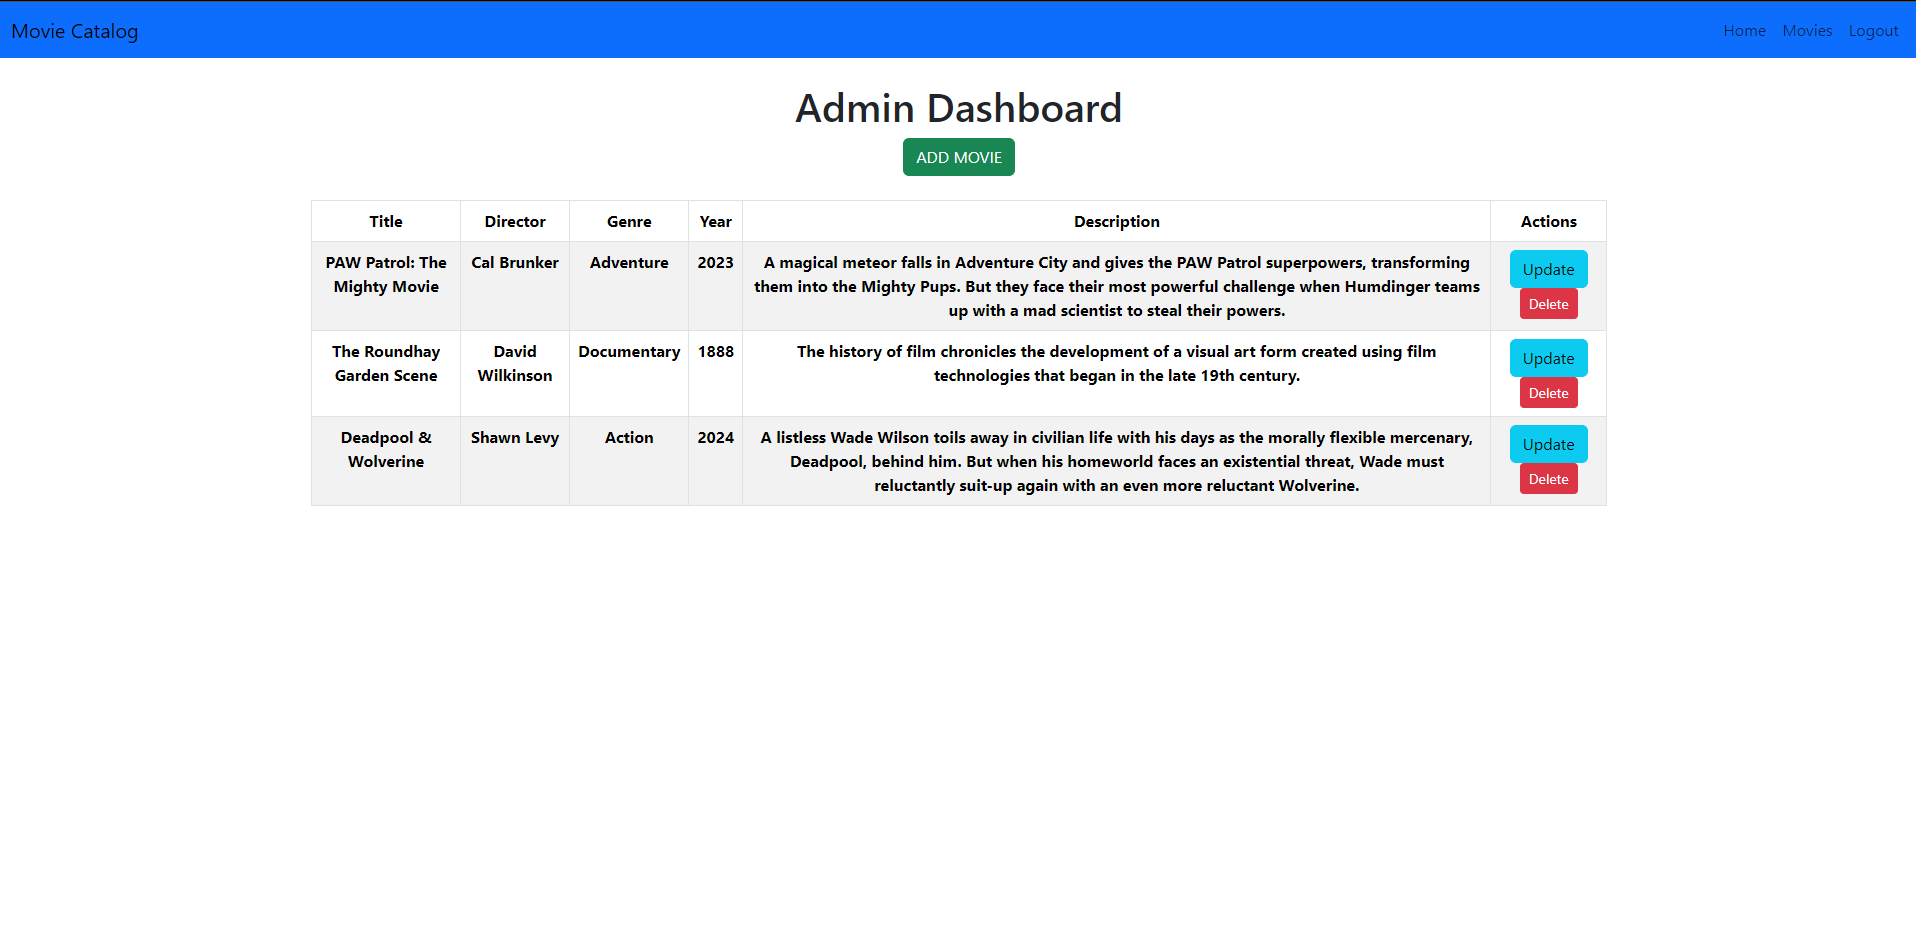 Movie Catalog
Home Movies Logout
Admin Dashboard
ADD MOVIE
Title Director Genre Year Description Actions
PAW Patrol: The
Mighty Movie
Cal Brunker
Adventure
2023
A magical meteor falls in Adventure City and gives the PAW Patrol superpowers, transforming
them into the Mighty Pups. But they face their most powerful challenge when Humdinger teams
up with a mad scientist to steal their powers.
Update
Delete
The Roundhay
Garden Scene
David
Wilkinson
Documentary
1888
The history of film chronicles the development of a visual art form created using film
technologies that began in the late 19th century.
Update
Delete
Deadpool &
Wolverine
Shawn Levy
Action
2024
A listless Wade Wilson toils away in civilian life with his days as the morally flexible mercenary,
Deadpool, behind him. But when his homeworld faces an existential threat, Wade must
reluctantly suit-up again with an even more reluctant Wolverine.
Update
Delete